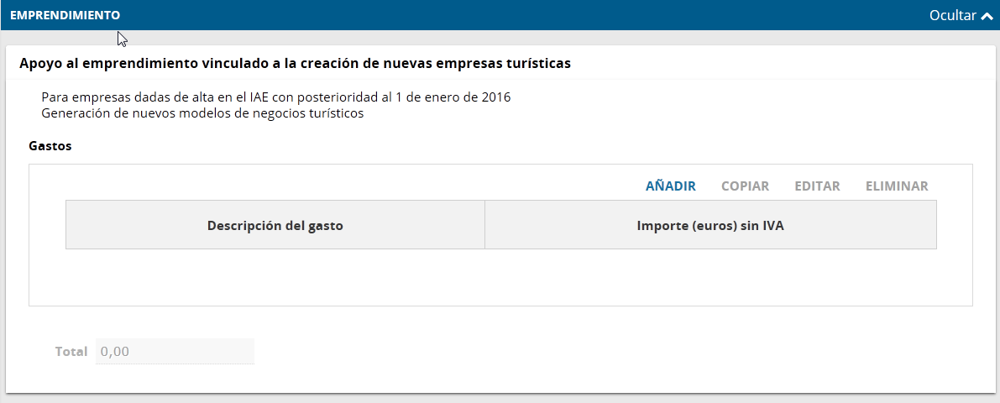 EMPRENDIMIENTO
Ocultar
Apoyo al emprendimiento vinculado a la creación de nuevas empresas turísticas
Para empresas dadas de alta en el IAE con posterioridad al 1 de enero de 2016
Generación de nuevos modelos de negocios turísticos
Gastos
AÑADIR COPIAR EDITAR ELIMINAR
Descripción del gasto Importe (euros) sin IVA
Total 0,00